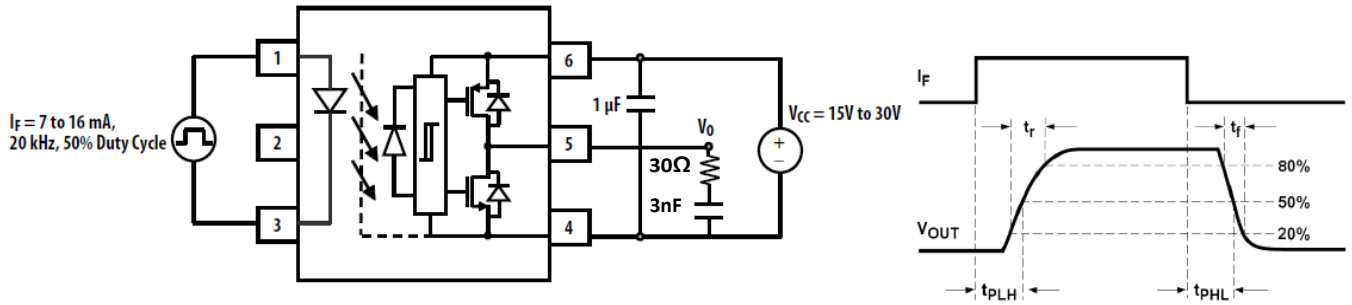 1
2
3
6
5
4
I_F = 7 to 16 mA,
20 kHz, 50% Duty Cycle
1 µF
V_O
30Ω
3nF
V_CC = 15V to 30V
+
−
I_F
t_r
t_f
80%
50%
20%
V_OUT
t_PLH
t_PHL